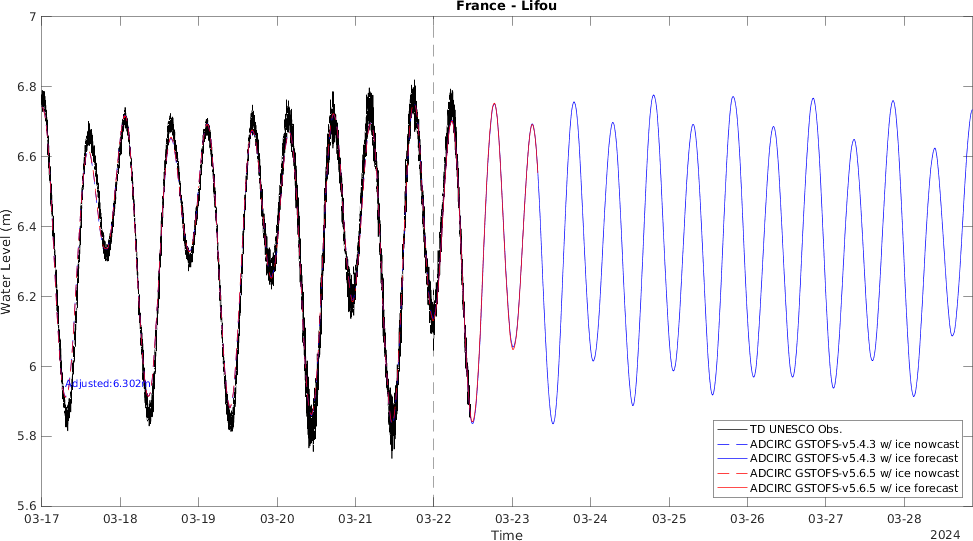 France - Lifou
7
6.8
6.6
6.4
6.2
6
5.8
5.6
Water Level (m)
Adjusted:6.302m
TD UNESCO Obs.
ADCIRC GSTOFS-v5.4.3 w/ ice nowcast
ADCIRC GSTOFS-v5.4.3 w/ ice forecast
ADCIRC GSTOFS-v5.6.5 w/ ice nowcast
ADCIRC GSTOFS-v5.6.5 w/ ice forecast
03-17 03-18 03-19 03-20 03-21 03-22 03-23 03-24 03-25 03-26 03-27 03-28
Time
2024